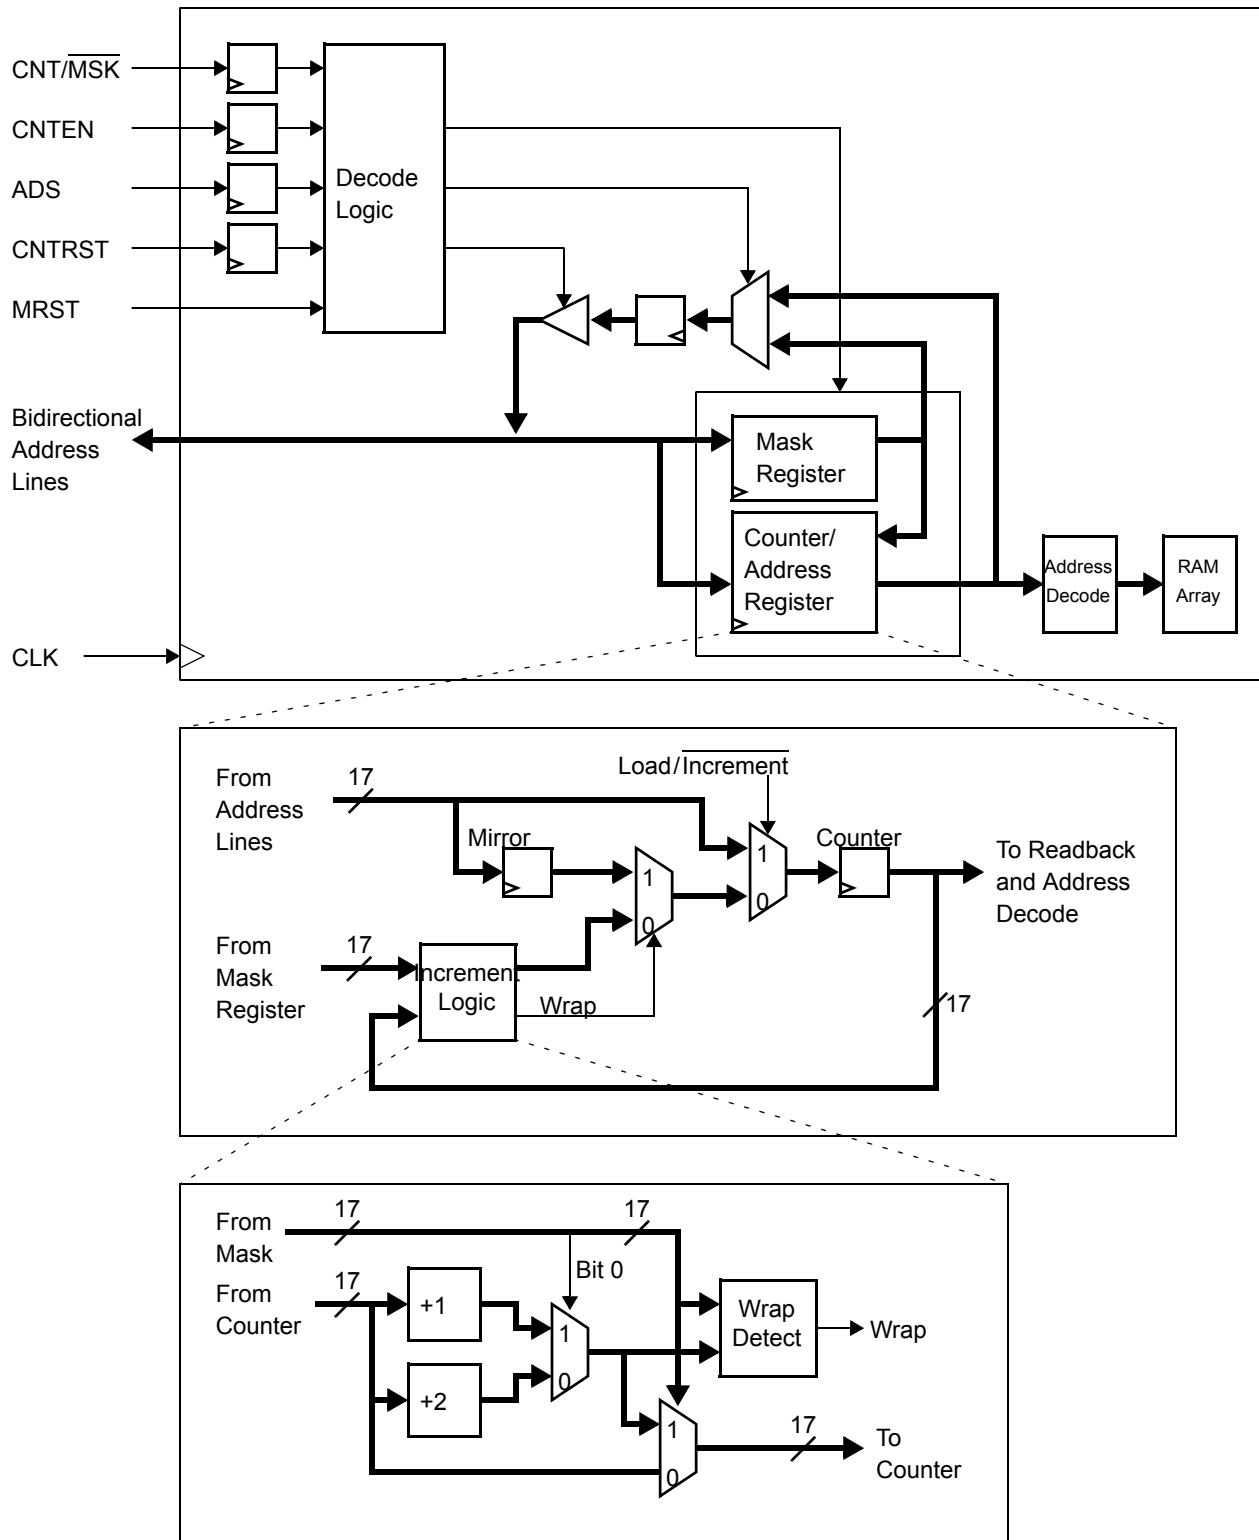 CNT/MSK
CNTEN
ADS
CNTRST
MRST
Decode
Logic
Bidirectional
Address
Lines
Mask
Register
Counter/
Address
Register
Address
Decode
RAM
Array
CLK
From
Address
Lines
17
Load/Increment
Mirror
1
0
1
0
Counter
To Readback
and Address
Decode
From
Mask
Register
17
Increment
Logic
Wrap
17
From
Mask
17
17
Bit 0
From
Counter
17
+1
+2
1
0
Wrap
Detect
Wrap
1
0
17
To
Counter